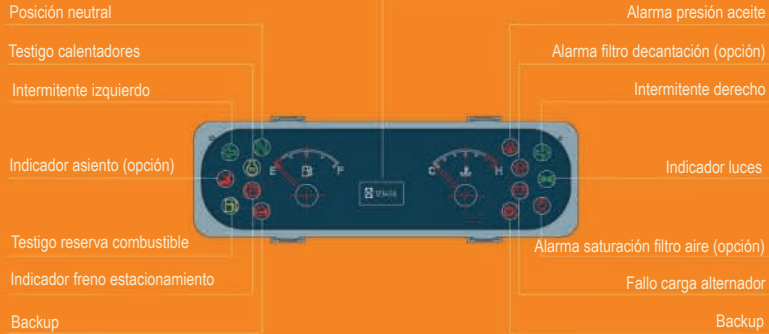 Posición neutral
Alarma presión aceite
Testigo calentadores
Alarma filtro decantación (opción)
Intermitente izquierdo
Intermitente derecho
E
F
C
H
Indicador asiento (opción)
Indicador luces
Testigo reserva combustible
Alarma saturación filtro aire (opción)
Indicador freno estacionamiento
Fallo carga alternador
Backup
Backup